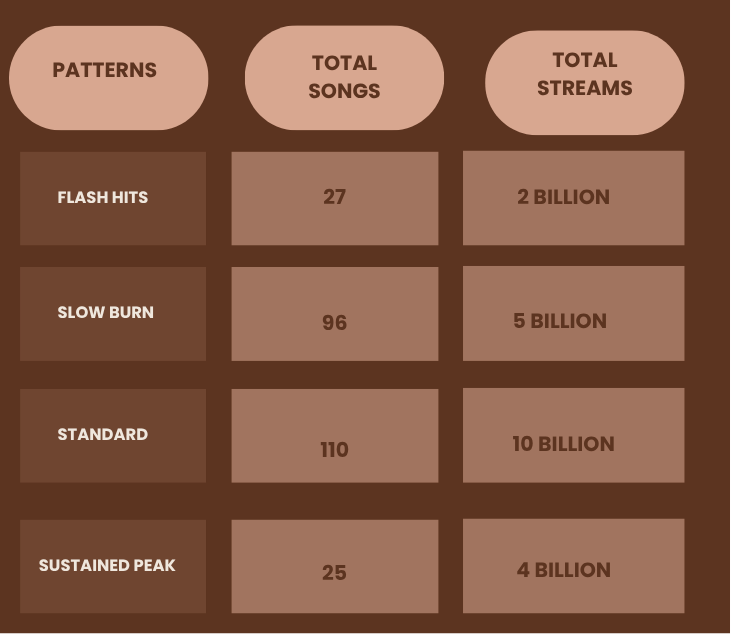 PATTERNS
TOTAL
SONGS
TOTAL
STREAMS
FLASH HITS
27
2 BILLION
SLOW BURN
96
5 BILLION
STANDARD
110
10 BILLION
SUSTAINED PEAK
25
4 BILLION